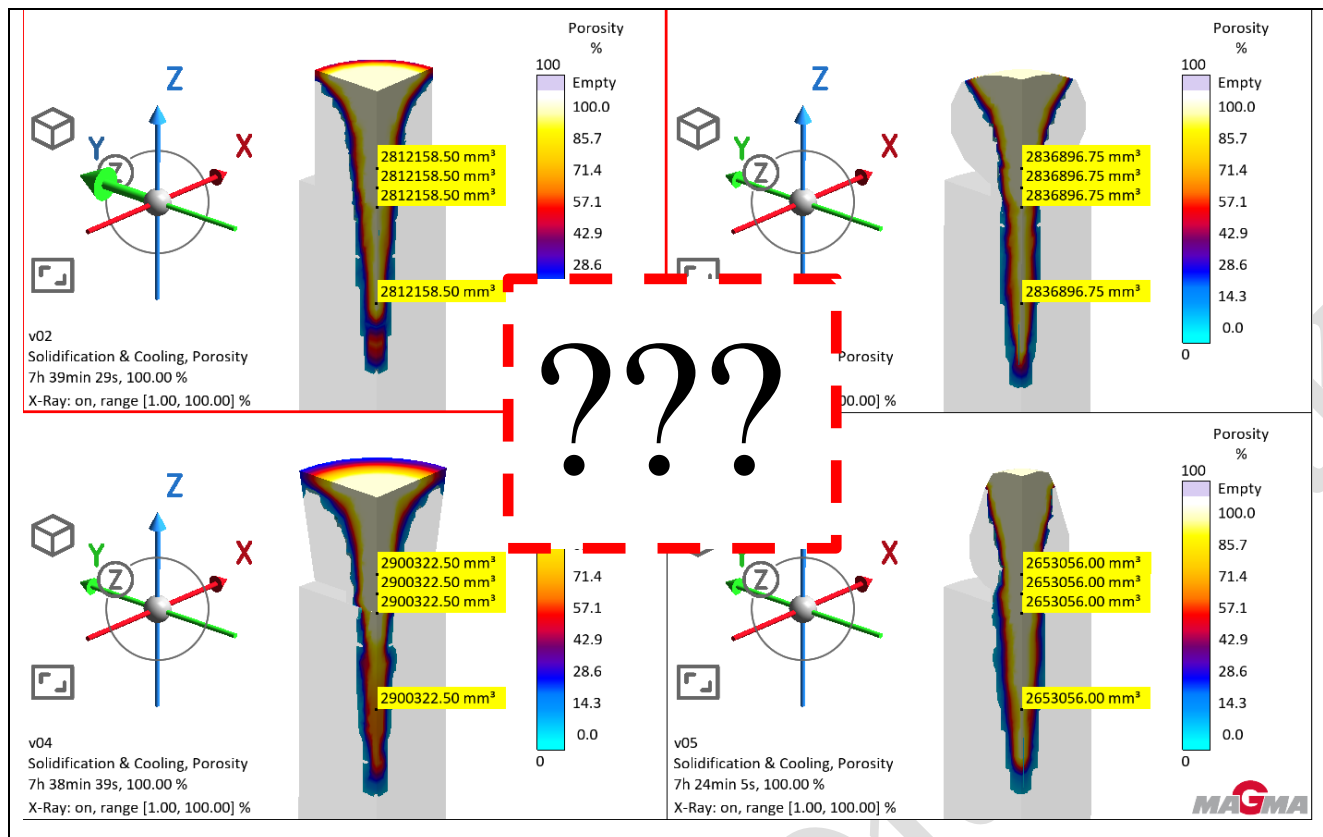 Porosity
%
100
Empty
100.0
85.7
71.4
57.1
42.9
28.6
14.3
0.0
0
Z
Y
X
Z
2812158.50 mm³
2812158.50 mm³
2812158.50 mm³
2812158.50 mm³
v02
Solidification & Cooling, Porosity
7h 39min 29s, 100.00 %
X-Ray: on, range [1.00, 100.00] %
Porosity
%
100
Empty
100.0
85.7
71.4
57.1
42.9
28.6
Z
Y
X
Z
2836896.75 mm³
2836896.75 mm³
2836896.75 mm³
2836896.75 mm³
Porosity
00.00] %
???
Z
Y
X
Z
2900322.50 mm³
2900322.50 mm³
2900322.50 mm³
2900322.50 mm³
71.4
57.1
42.9
28.6
14.3
0.0
0
v04
Solidification & Cooling, Porosity
7h 38min 39s, 100.00 %
X-Ray: on, range [1.00, 100.00] %
Porosity
%
100
Empty
100.0
85.7
71.4
57.1
42.9
28.6
14.3
0.0
0
Y
X
Z
2653056.00 mm³
2653056.00 mm³
2653056.00 mm³
2653056.00 mm³
v05
Solidification & Cooling, Porosity
7h 24min 5s, 100.00 %
X-Ray: on, range [1.00, 100.00] %
MAGMA